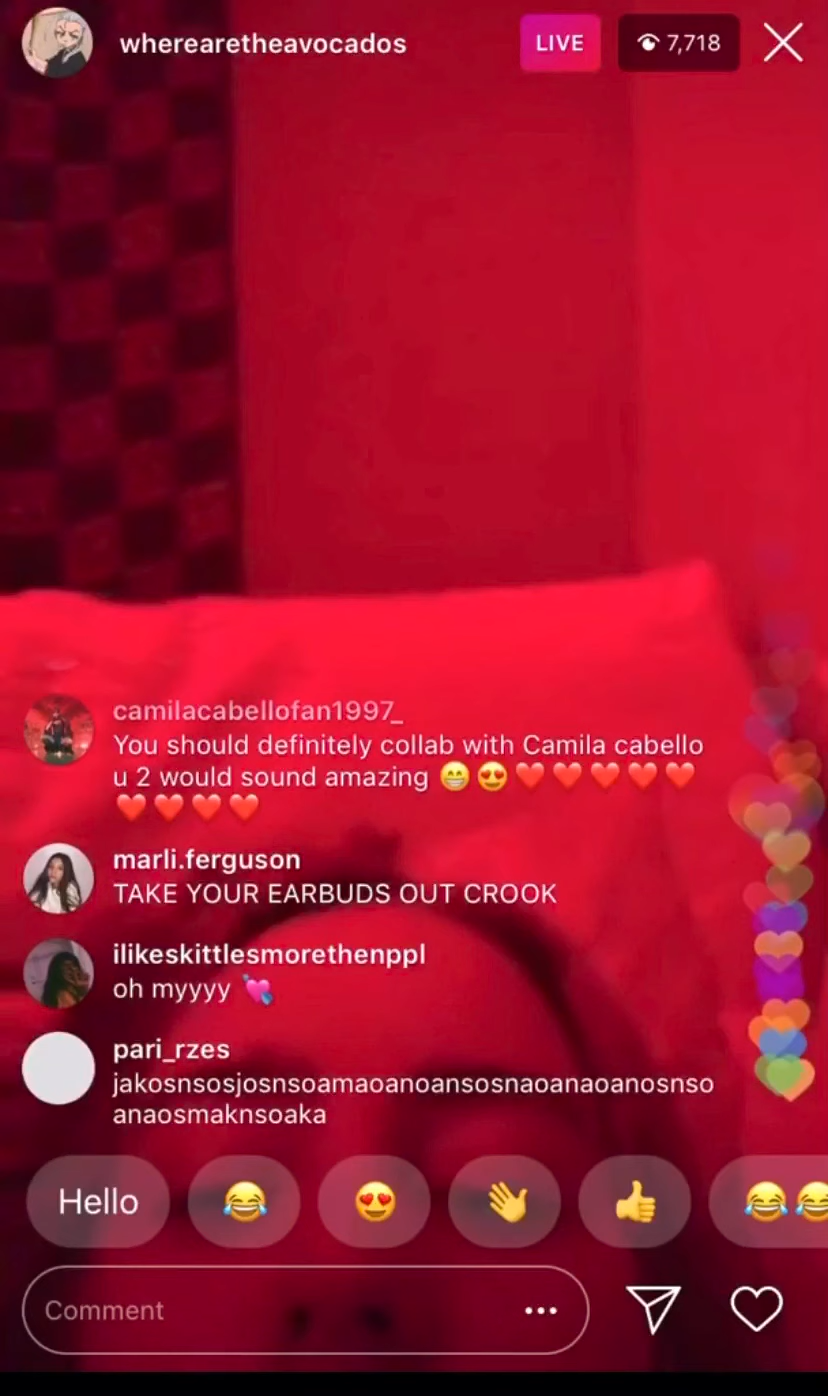 wherearetheavocados
LIVE
7,718
camilacabellofan1997_
You should definitely collab with Camila cabello
u 2 would sound amazing 😁😍❤️❤️❤️❤️❤️
❤️❤️❤️❤️
marli.ferguson
TAKE YOUR EARBUDS OUT CROOK
ilikeskittlesmorethenppl
oh myyyy 💘
pari_rzes
jakosnsosjosnsoamaoanoansosnaoanaoanosnso
anaosmaknsoaka
Hello 😂 😍 👋 👍 😂😂
Comment